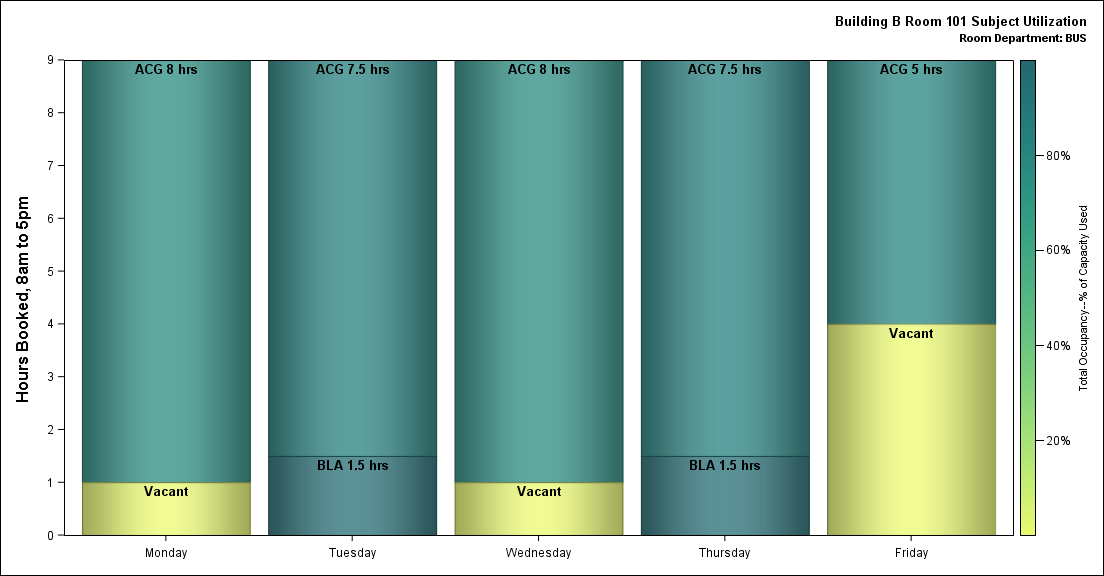 Building B Room 101 Subject Utilization
Room Department: BUS
Hours Booked, 8am to 5pm
9
8
7
6
5
4
3
2
1
0
ACG 8 hrs
Vacant
ACG 7.5 hrs
BLA 1.5 hrs
ACG 8 hrs
Vacant
ACG 7.5 hrs
BLA 1.5 hrs
ACG 5 hrs
Vacant
Monday
Tuesday
Wednesday
Thursday
Friday
80%
60%
40%
20%
Total Occupancy--% of Capacity Used